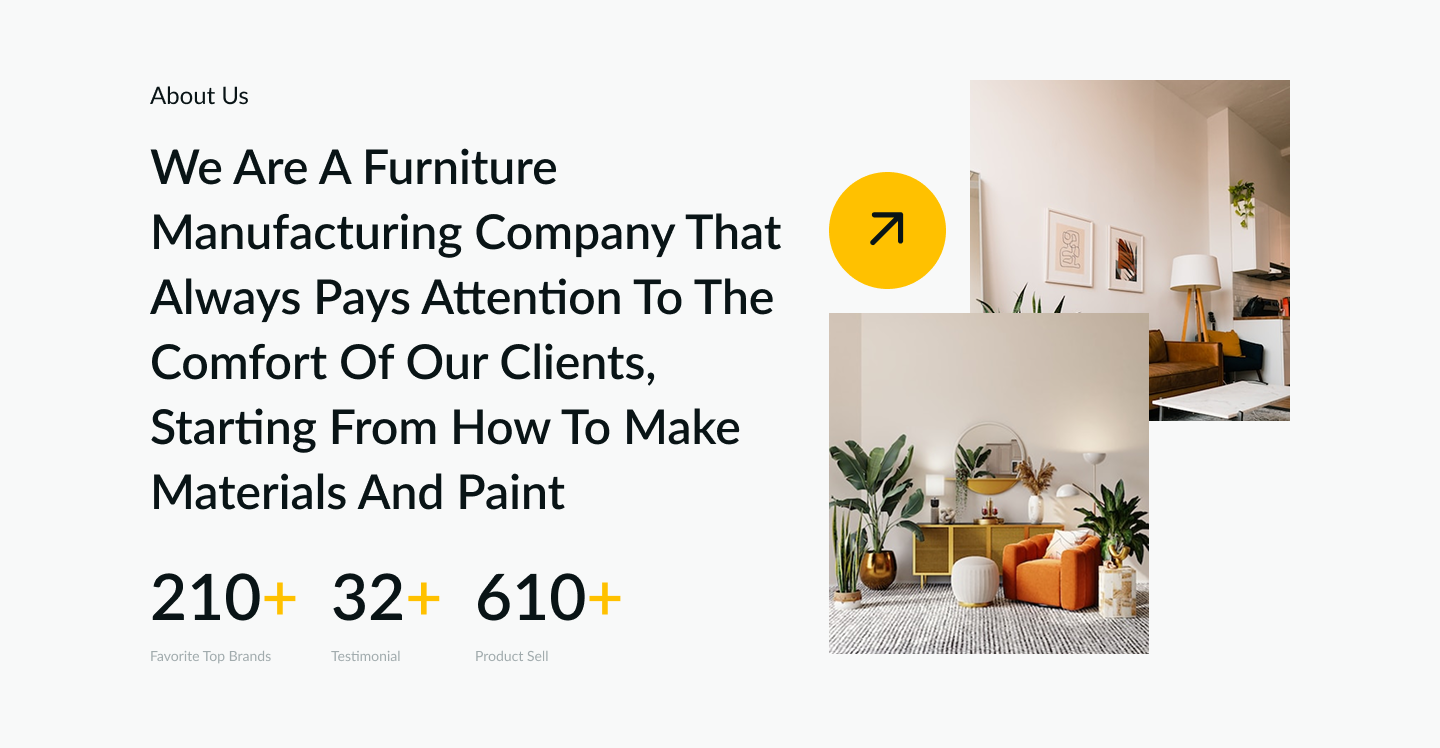 About Us
We Are A Furniture
Manufacturing Company That
Always Pays Attention To The
Comfort Of Our Clients,
Starting From How To Make
Materials And Paint
210+ 32+ 610+
Favorite Top Brands Testimonial Product Sell